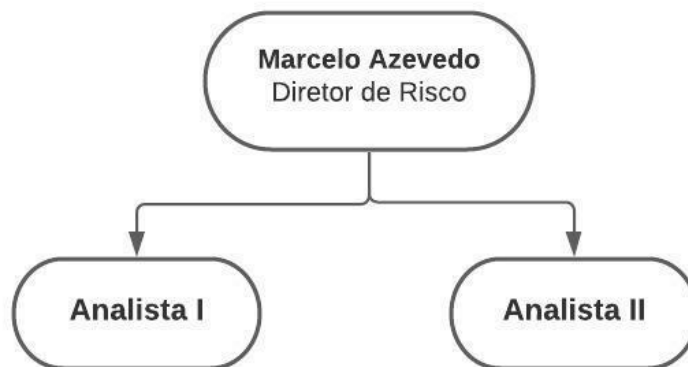 Marcelo Azevedo
Diretor de Risco
Analista I
Analista II